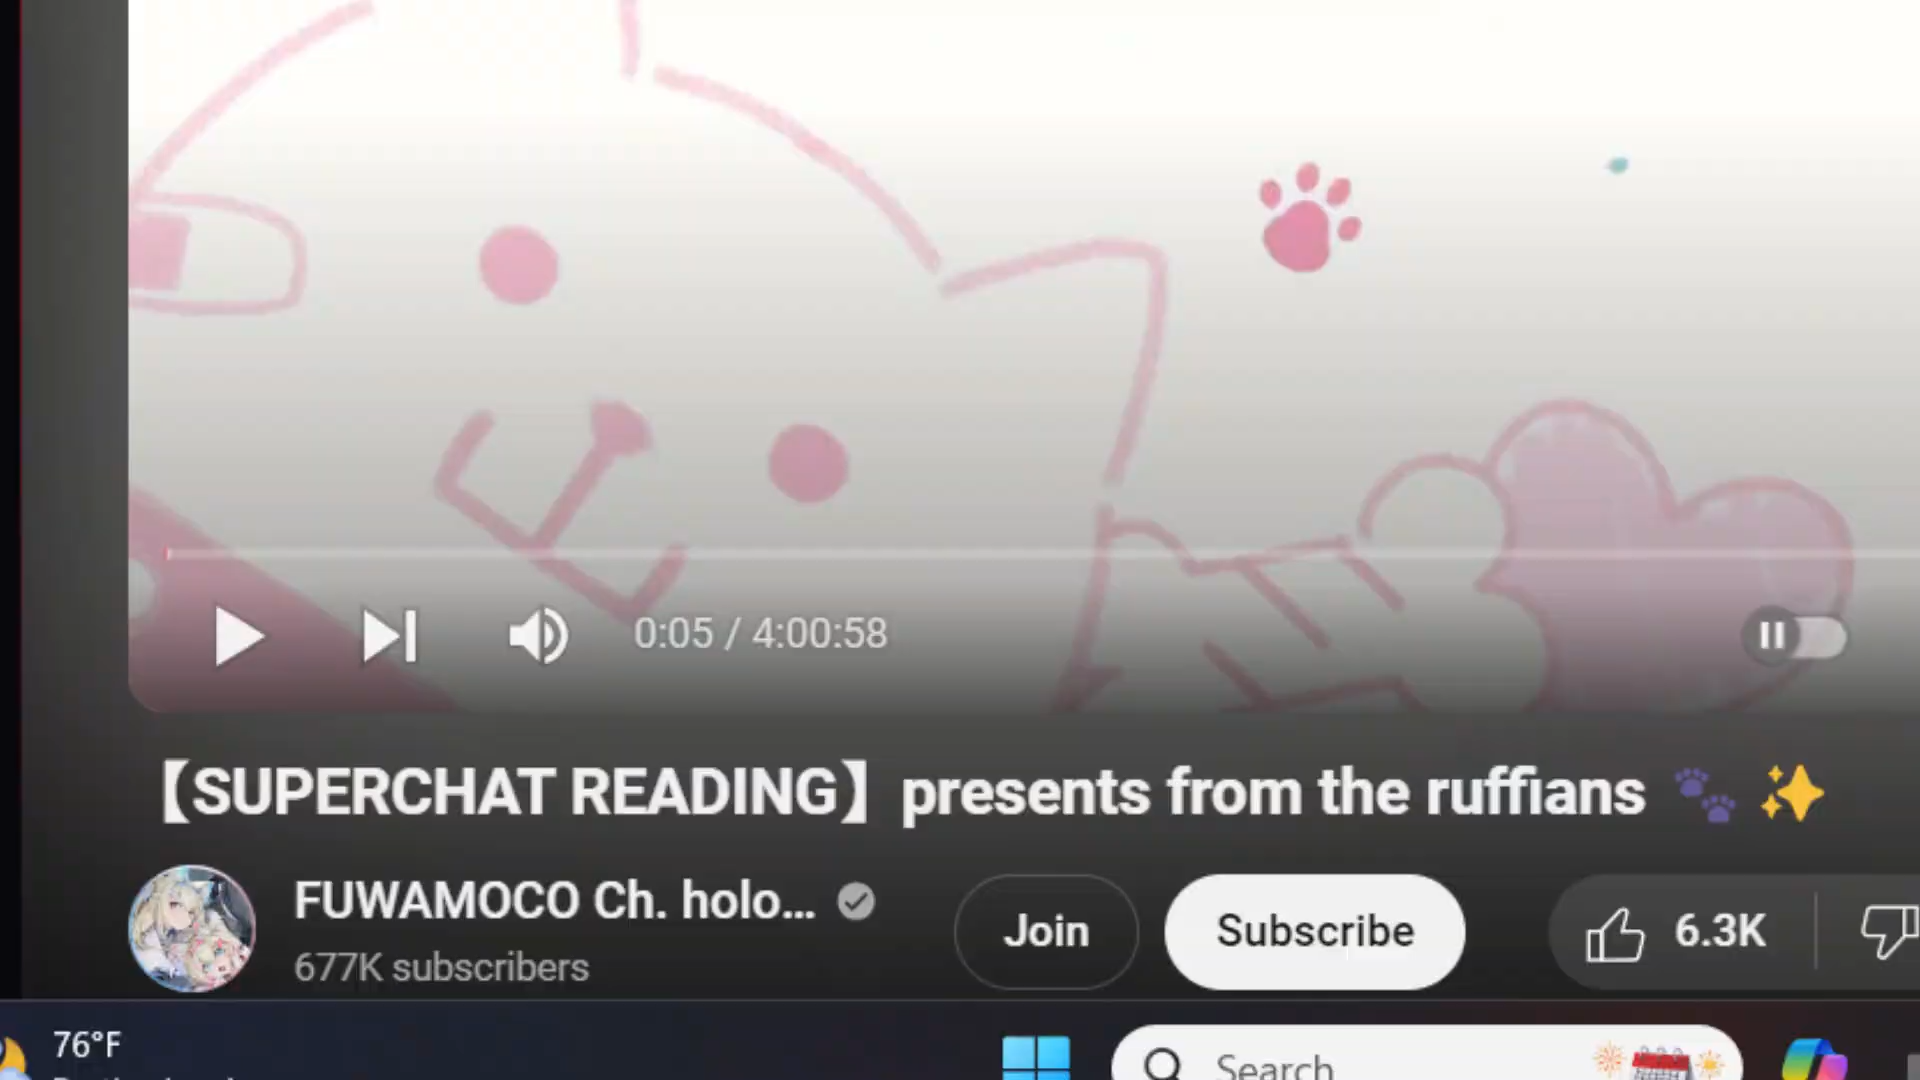 0:05 / 4:00:58
【SUPERCHAT READING】presents from the ruffians 🐾 ✨
FUWAMOCO Ch. holo...
Join
Subscribe
6.3K
677K subscribers
76°F
Search